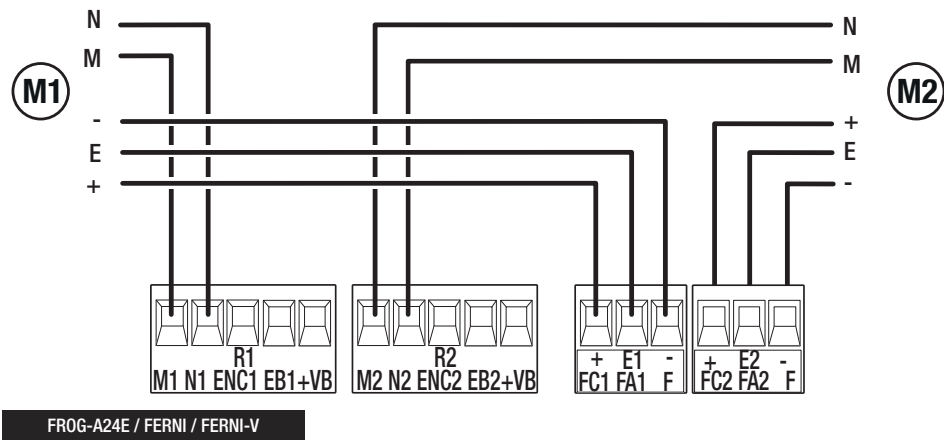 N
M
M1
-
E
+
N
M
M2
+
E
-
R1
M1 N1 ENC1 EB1+VB
R2
M2 N2 ENC2 EB2+VB
+ E1 -
FC1 FA1 F
+ E2 -
FC2 FA2 F
FROG-A24E / FERNI / FERNI-V